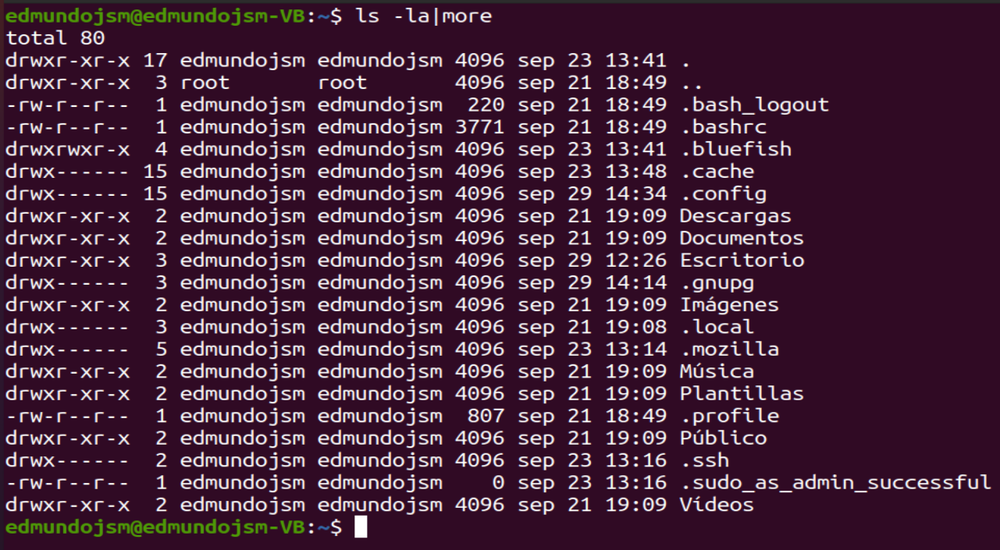 edmundojsm@edmundojsm-VB:~$ ls -la|more
total 80
drwxr-xr-x 17 edmundojsm edmundojsm 4096 sep 23 13:41 .
drwxr-xr-x  3 root       root       4096 sep 21 18:49 ..
-rw-r--r--  1 edmundojsm edmundojsm  220 sep 21 18:49 .bash_logout
-rw-r--r--  1 edmundojsm edmundojsm 3771 sep 21 18:49 .bashrc
drwxrwxr-x  4 edmundojsm edmundojsm 4096 sep 23 13:41 .bluefish
drwx------ 15 edmundojsm edmundojsm 4096 sep 23 13:48 .cache
drwx------ 15 edmundojsm edmundojsm 4096 sep 29 14:34 .config
drwxr-xr-x  2 edmundojsm edmundojsm 4096 sep 21 19:09 Descargas
drwxr-xr-x  2 edmundojsm edmundojsm 4096 sep 21 19:09 Documentos
drwxr-xr-x  3 edmundojsm edmundojsm 4096 sep 29 12:26 Escritorio
drwx------  3 edmundojsm edmundojsm 4096 sep 29 14:14 .gnupg
drwxr-xr-x  2 edmundojsm edmundojsm 4096 sep 21 19:09 Imágenes
drwx------  3 edmundojsm edmundojsm 4096 sep 21 19:08 .local
drwx------  5 edmundojsm edmundojsm 4096 sep 23 13:14 .mozilla
drwxr-xr-x  2 edmundojsm edmundojsm 4096 sep 21 19:09 Música
drwxr-xr-x  2 edmundojsm edmundojsm 4096 sep 21 19:09 Plantillas
-rw-r--r--  1 edmundojsm edmundojsm  807 sep 21 18:49 .profile
drwxr-xr-x  2 edmundojsm edmundojsm 4096 sep 21 19:09 Público
drwx------  2 edmundojsm edmundojsm 4096 sep 23 13:16 .ssh
-rw-r--r--  1 edmundojsm edmundojsm    0 sep 23 13:16 .sudo_as_admin_successful
drwxr-xr-x  2 edmundojsm edmundojsm 4096 sep 21 19:09 Vídeos
edmundojsm@edmundojsm-VB:~$